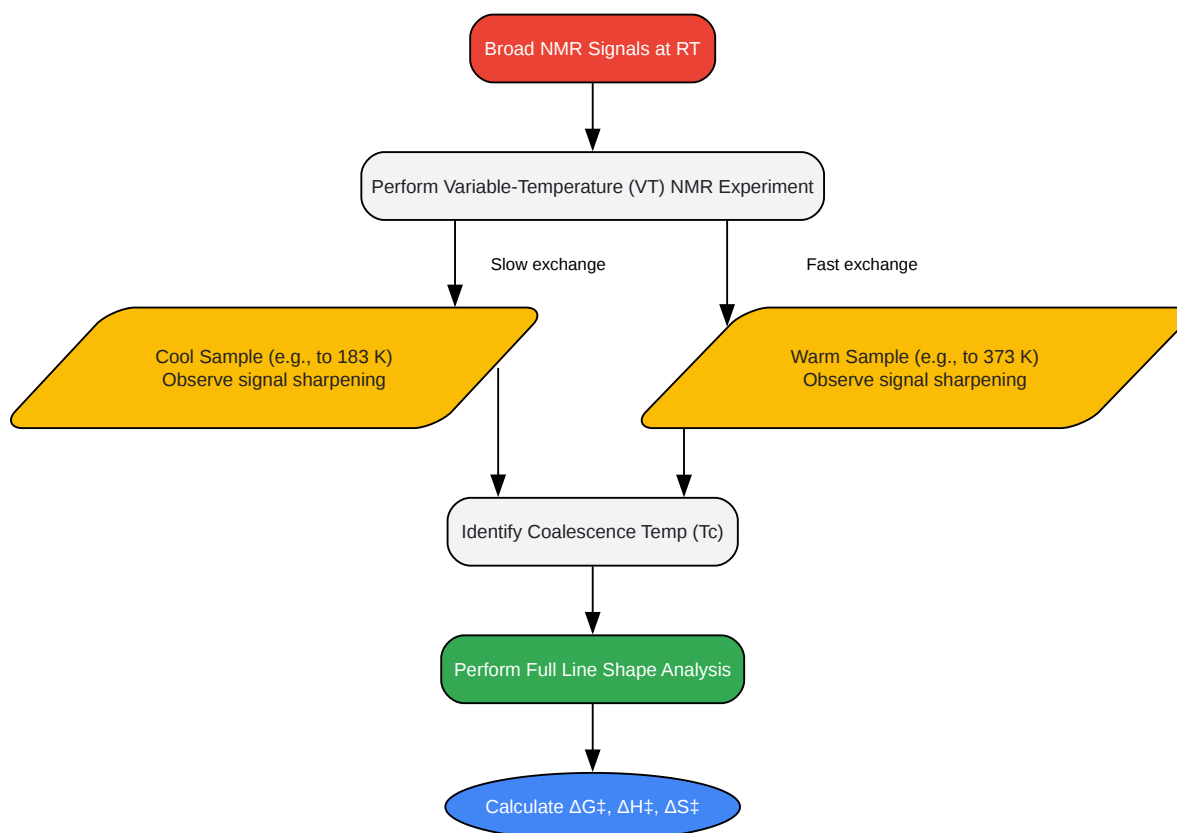 Broad NMR Signals at RT
Perform Variable-Temperature (VT) NMR Experiment
Slow exchange
Fast exchange
Cool Sample (e.g., to 183 K)
Observe signal sharpening
Warm Sample (e.g., to 373 K)
Observe signal sharpening
Identify Coalescence Temp (Tc)
Perform Full Line Shape Analysis
Calculate ΔG‡, ΔH‡, ΔS‡